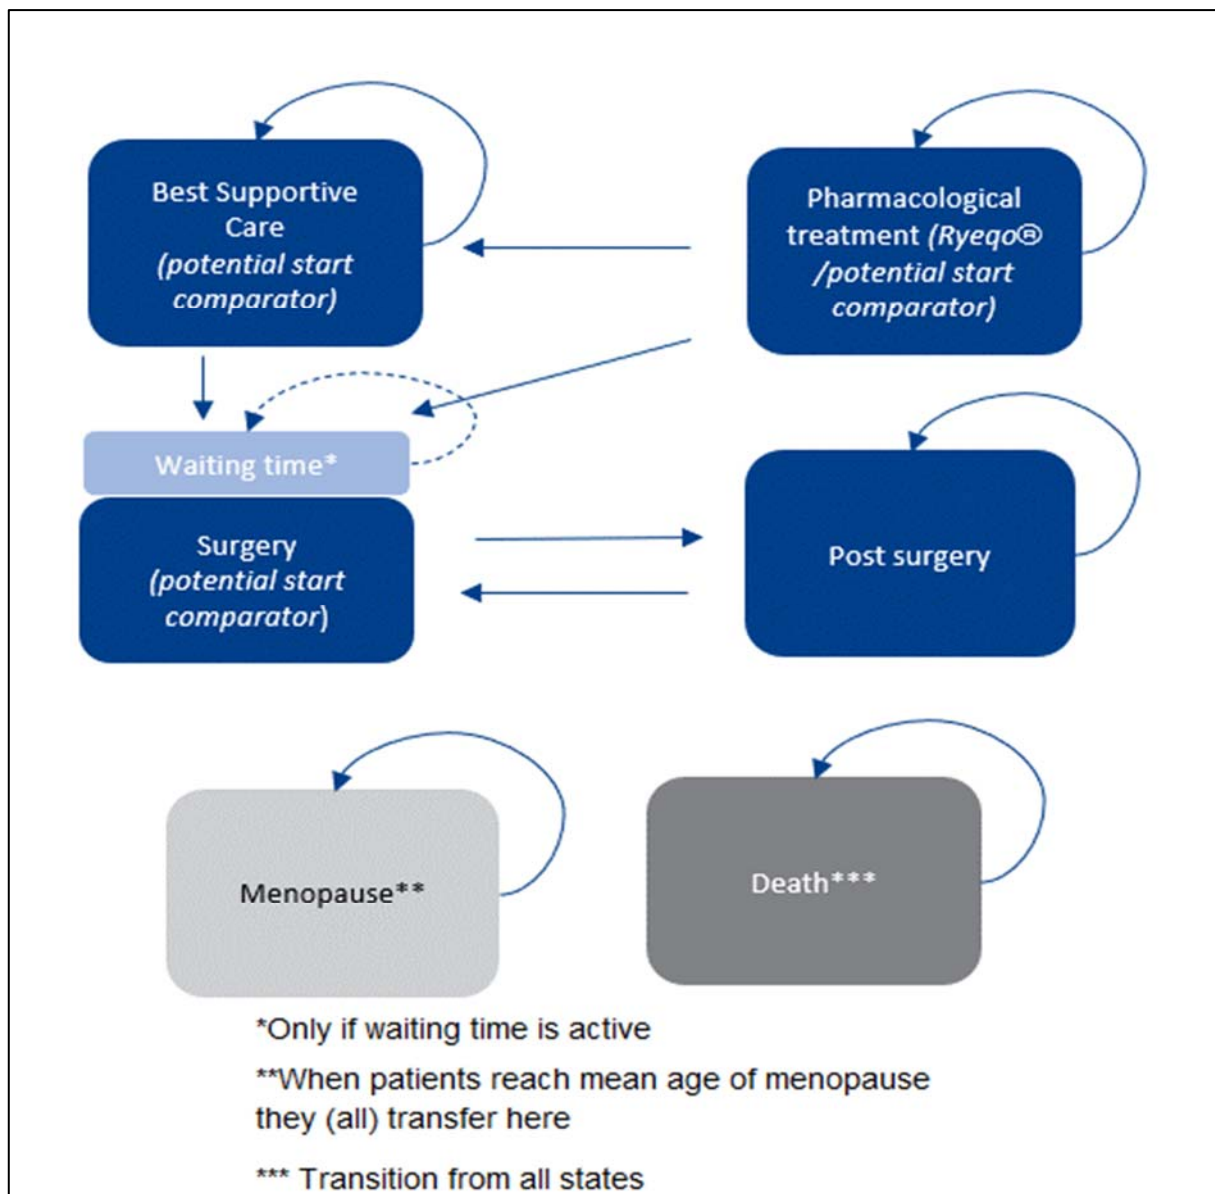 Best Supportive
Care
(potential start
comparator)
Pharmacological
treatment (Ryeqo®
/potential start
comparator)
Waiting time*
Surgery
(potential start
comparator)
Post surgery
Menopause**
Death***
*Only if waiting time is active
**When patients reach mean age of menopause
they (all) transfer here
*** Transition from all states